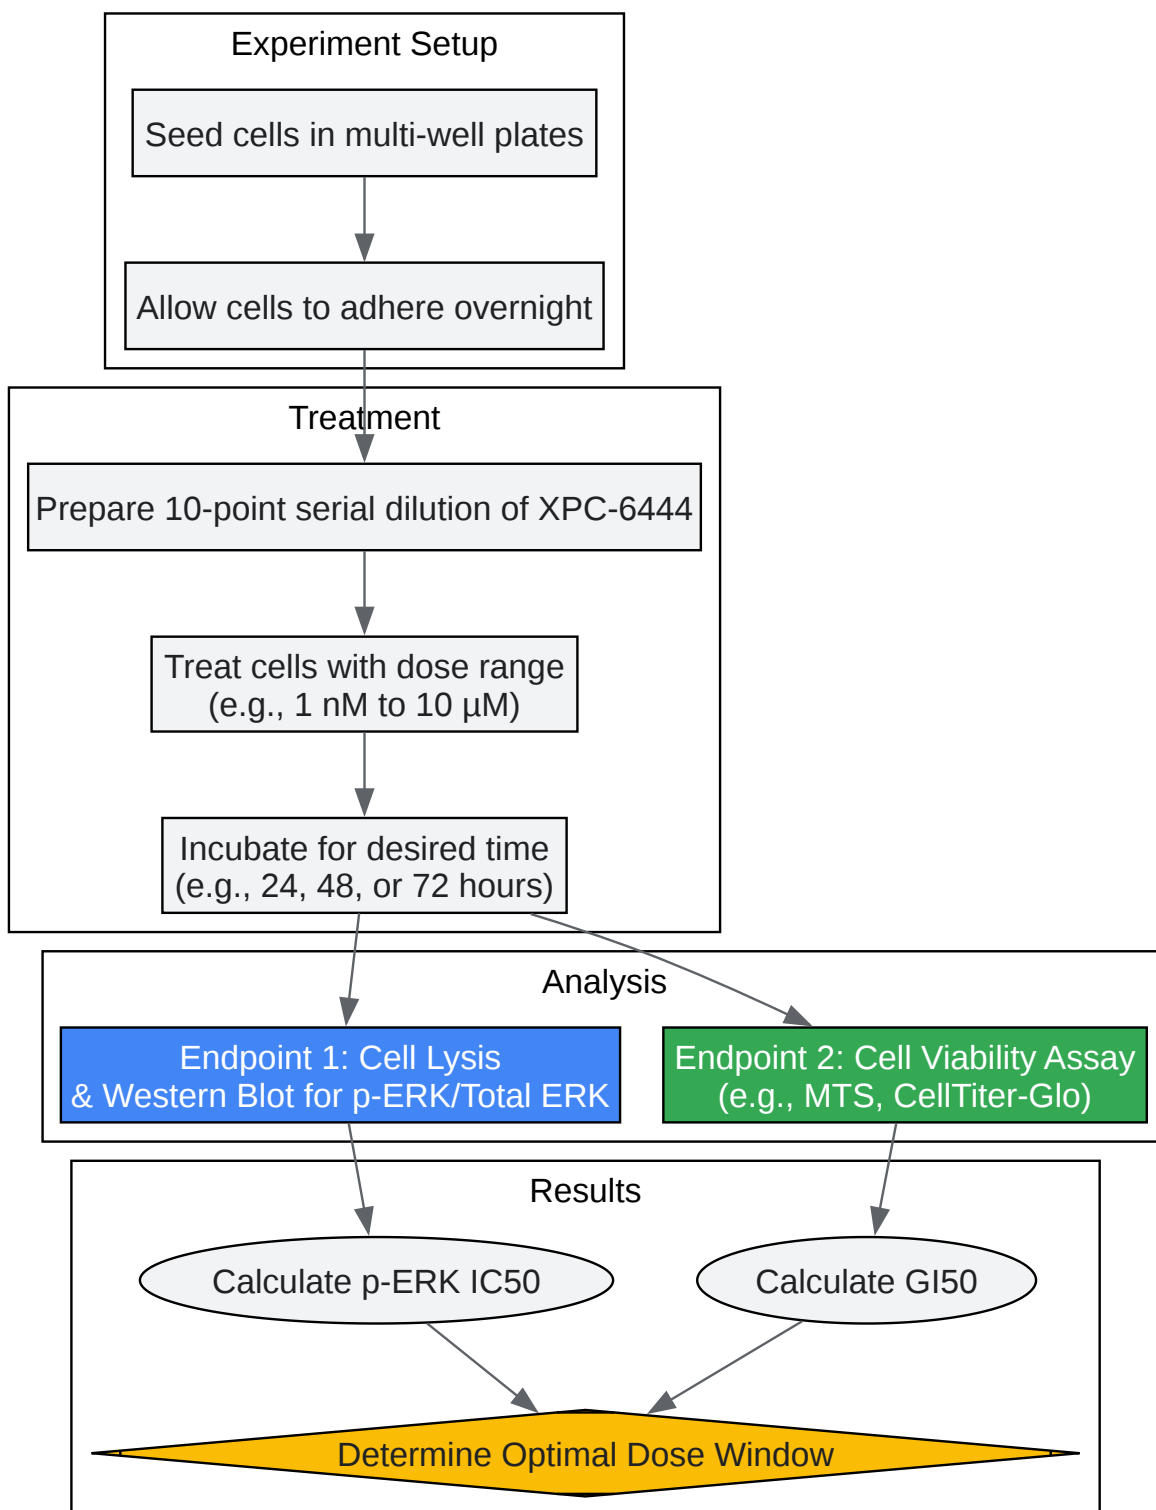 Experiment Setup
Seed cells in multi-well plates
Allow cells to adhere overnight
Treatment
Prepare 10-point serial dilution of XPC-6444
Treat cells with dose range
(e.g., 1 nM to 10 µM)
Incubate for desired time
(e.g., 24, 48, or 72 hours)
Analysis
Endpoint 1: Cell Lysis
& Western Blot for p-ERK/Total ERK
Endpoint 2: Cell Viability Assay
(e.g., MTS, CellTiter-Glo)
Results
Calculate p-ERK IC50
Calculate GI50
Determine Optimal Dose Window